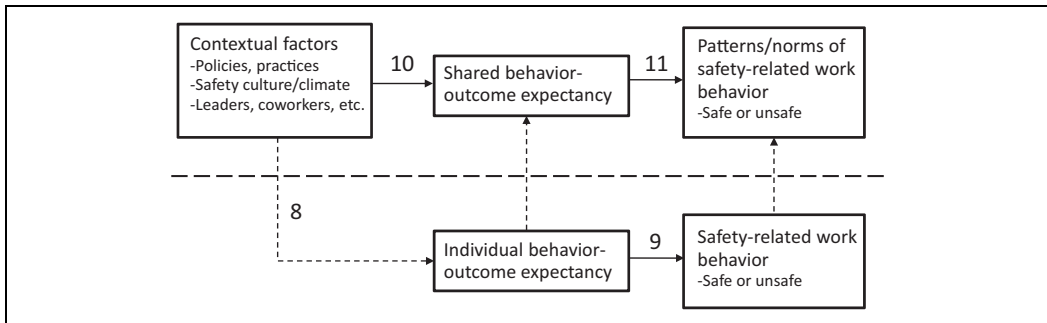 Contextual factors
-Policies, practices
-Safety culture/climate
-Leaders, coworkers, etc.
10
Shared behavior-
outcome expectancy
11
Patterns/norms of
safety-related work
behavior
-Safe or unsafe
8
Individual behavior-
outcome expectancy
9
Safety-related work
behavior
-Safe or unsafe